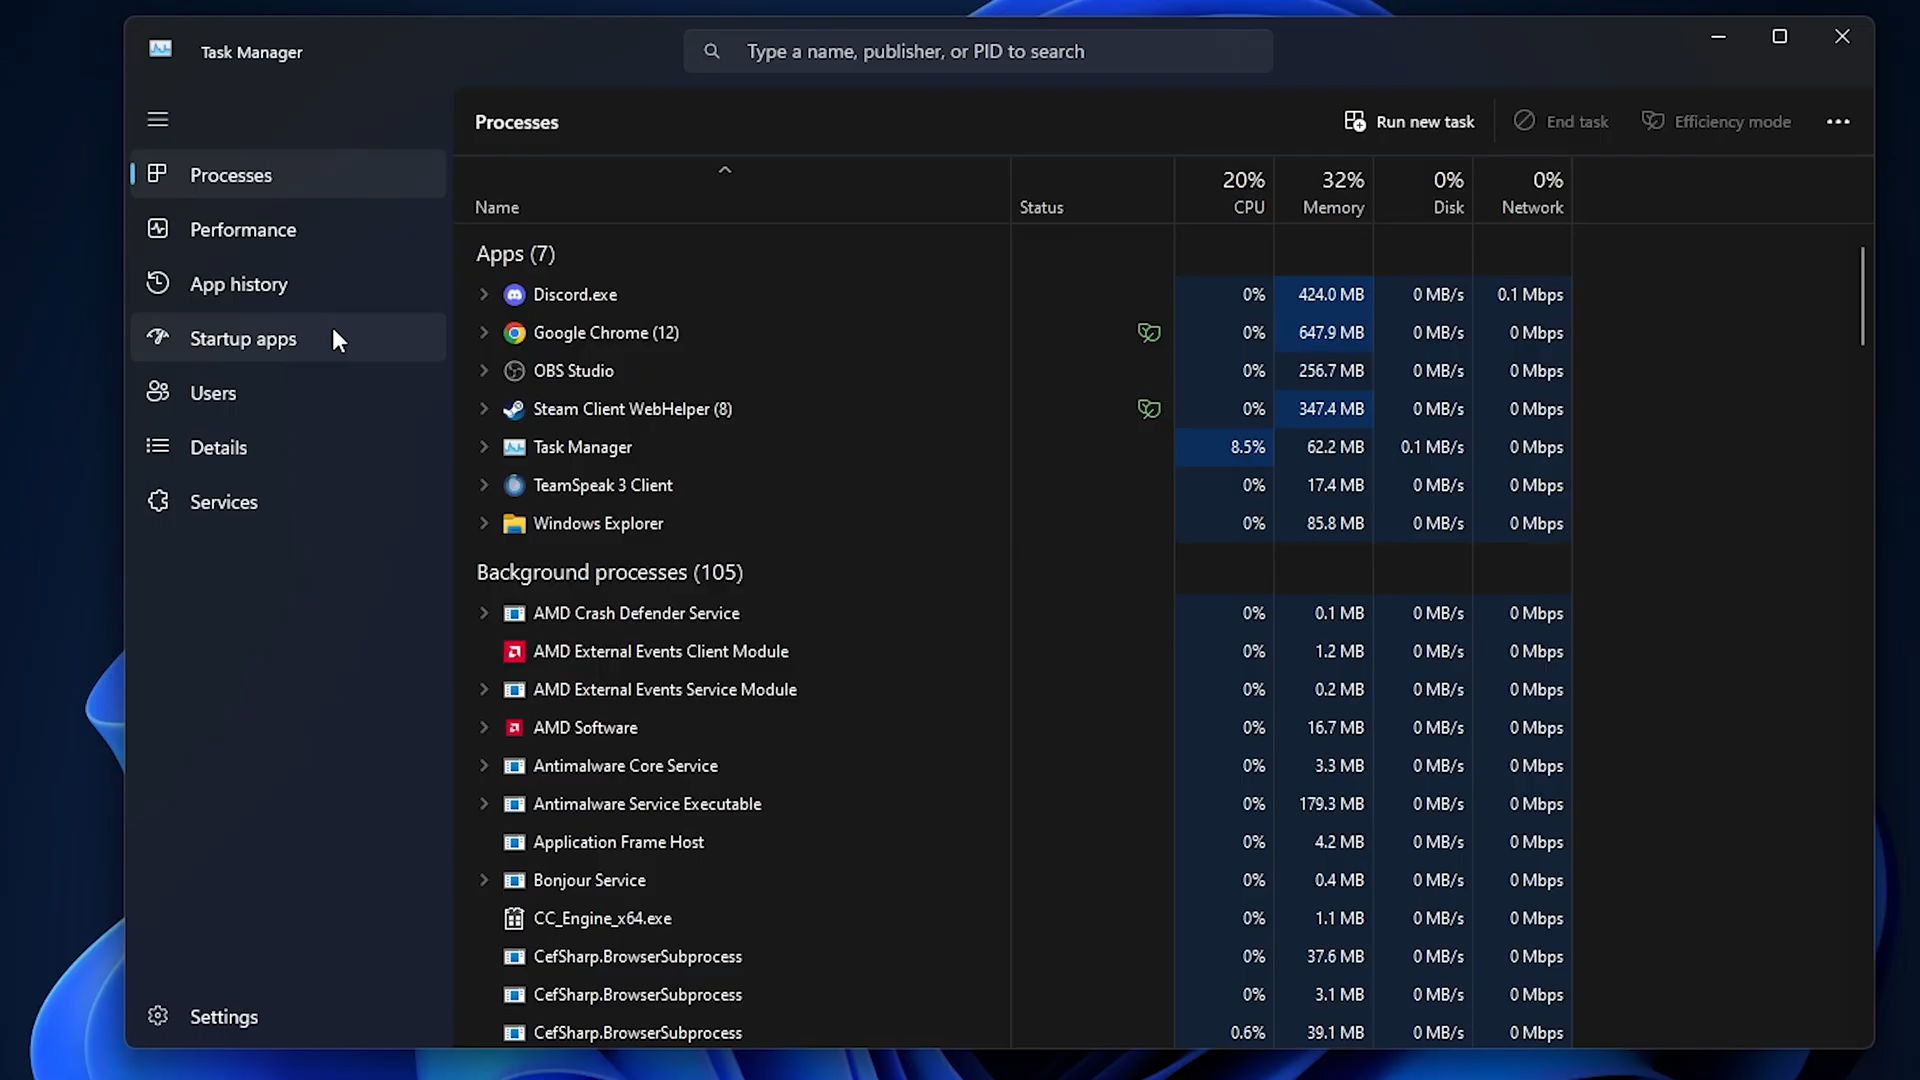 Task Manager
Type a name, publisher, or PID to search
Processes
Run new task
End task
Efficiency mode
Processes
Performance
App history
Startup apps
Users
Details
Services
Settings
20% 32% 0% 0%
Name Status CPU Memory Disk Network
Apps (7)
Discord.exe 0% 424.0 MB 0 MB/s 0.1 Mbps
Google Chrome (12) 0% 647.9 MB 0 MB/s 0 Mbps
OBS Studio 0% 256.7 MB 0 MB/s 0 Mbps
Steam Client WebHelper (8) 0% 347.4 MB 0 MB/s 0 Mbps
Task Manager 8.5% 62.2 MB 0.1 MB/s 0 Mbps
TeamSpeak 3 Client 0% 17.4 MB 0 MB/s 0 Mbps
Windows Explorer 0% 85.8 MB 0 MB/s 0 Mbps
Background processes (105)
AMD Crash Defender Service 0% 0.1 MB 0 MB/s 0 Mbps
AMD External Events Client Module 0% 1.2 MB 0 MB/s 0 Mbps
AMD External Events Service Module 0% 0.2 MB 0 MB/s 0 Mbps
AMD Software 0% 16.7 MB 0 MB/s 0 Mbps
Antimalware Core Service 0% 3.3 MB 0 MB/s 0 Mbps
Antimalware Service Executable 0% 179.3 MB 0 MB/s 0 Mbps
Application Frame Host 0% 4.2 MB 0 MB/s 0 Mbps
Bonjour Service 0% 0.4 MB 0 MB/s 0 Mbps
CC_Engine_x64.exe 0% 1.1 MB 0 MB/s 0 Mbps
CefSharp.BrowserSubprocess 0% 37.6 MB 0 MB/s 0 Mbps
CefSharp.BrowserSubprocess 0% 3.1 MB 0 MB/s 0 Mbps
CefSharp.BrowserSubprocess 0.6% 39.1 MB 0 MB/s 0 Mbps